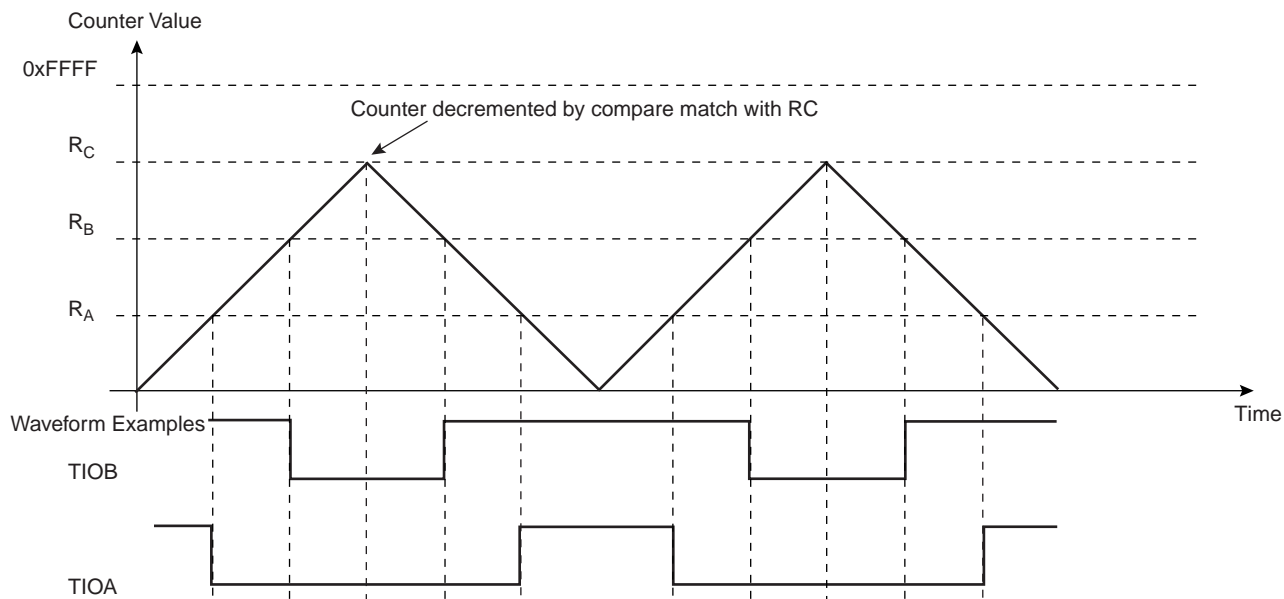 Counter Value
0xFFFF
Counter decremented by compare match with RC
RC
RB
RA
Time
Waveform Examples
TIOB
TIOA